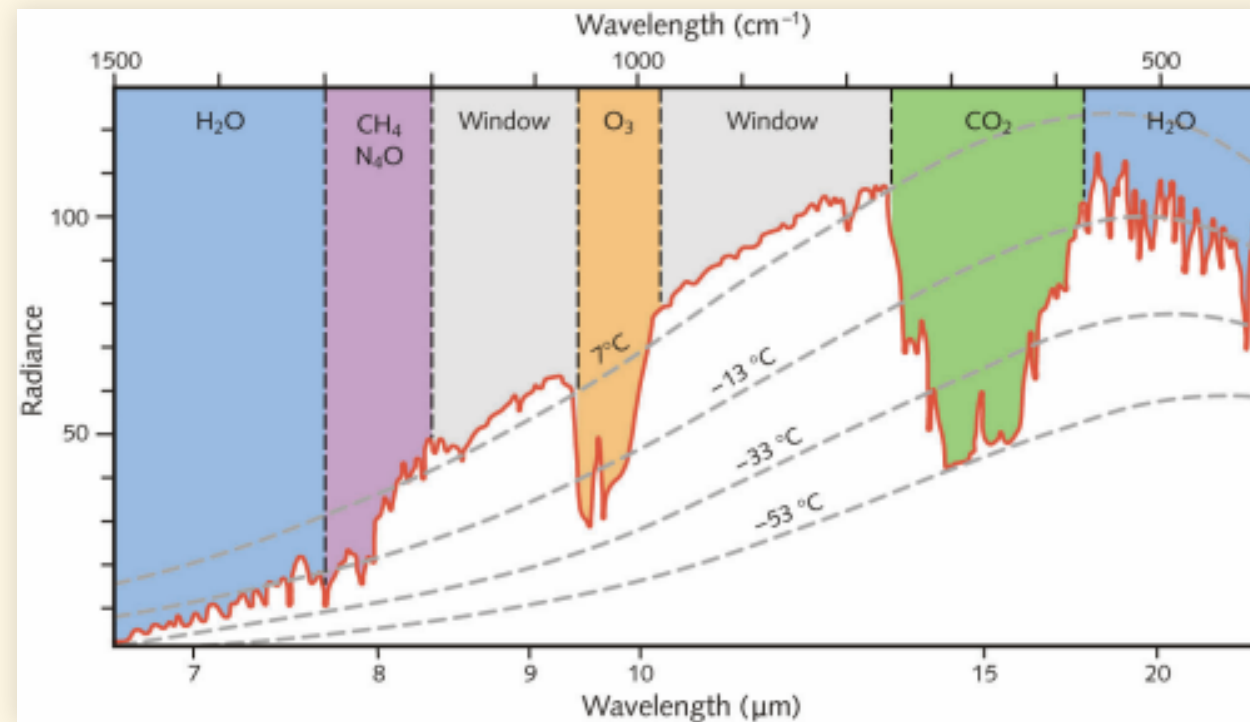 Wavelength (cm⁻¹)
1500 1000 500
H₂O CH₄ Window O₃ Window CO₂ H₂O
N₄O
100
50
Radiance
7°C
−13 °C
−33 °C
−53 °C
7 8 9 10 15 20
Wavelength (μm)